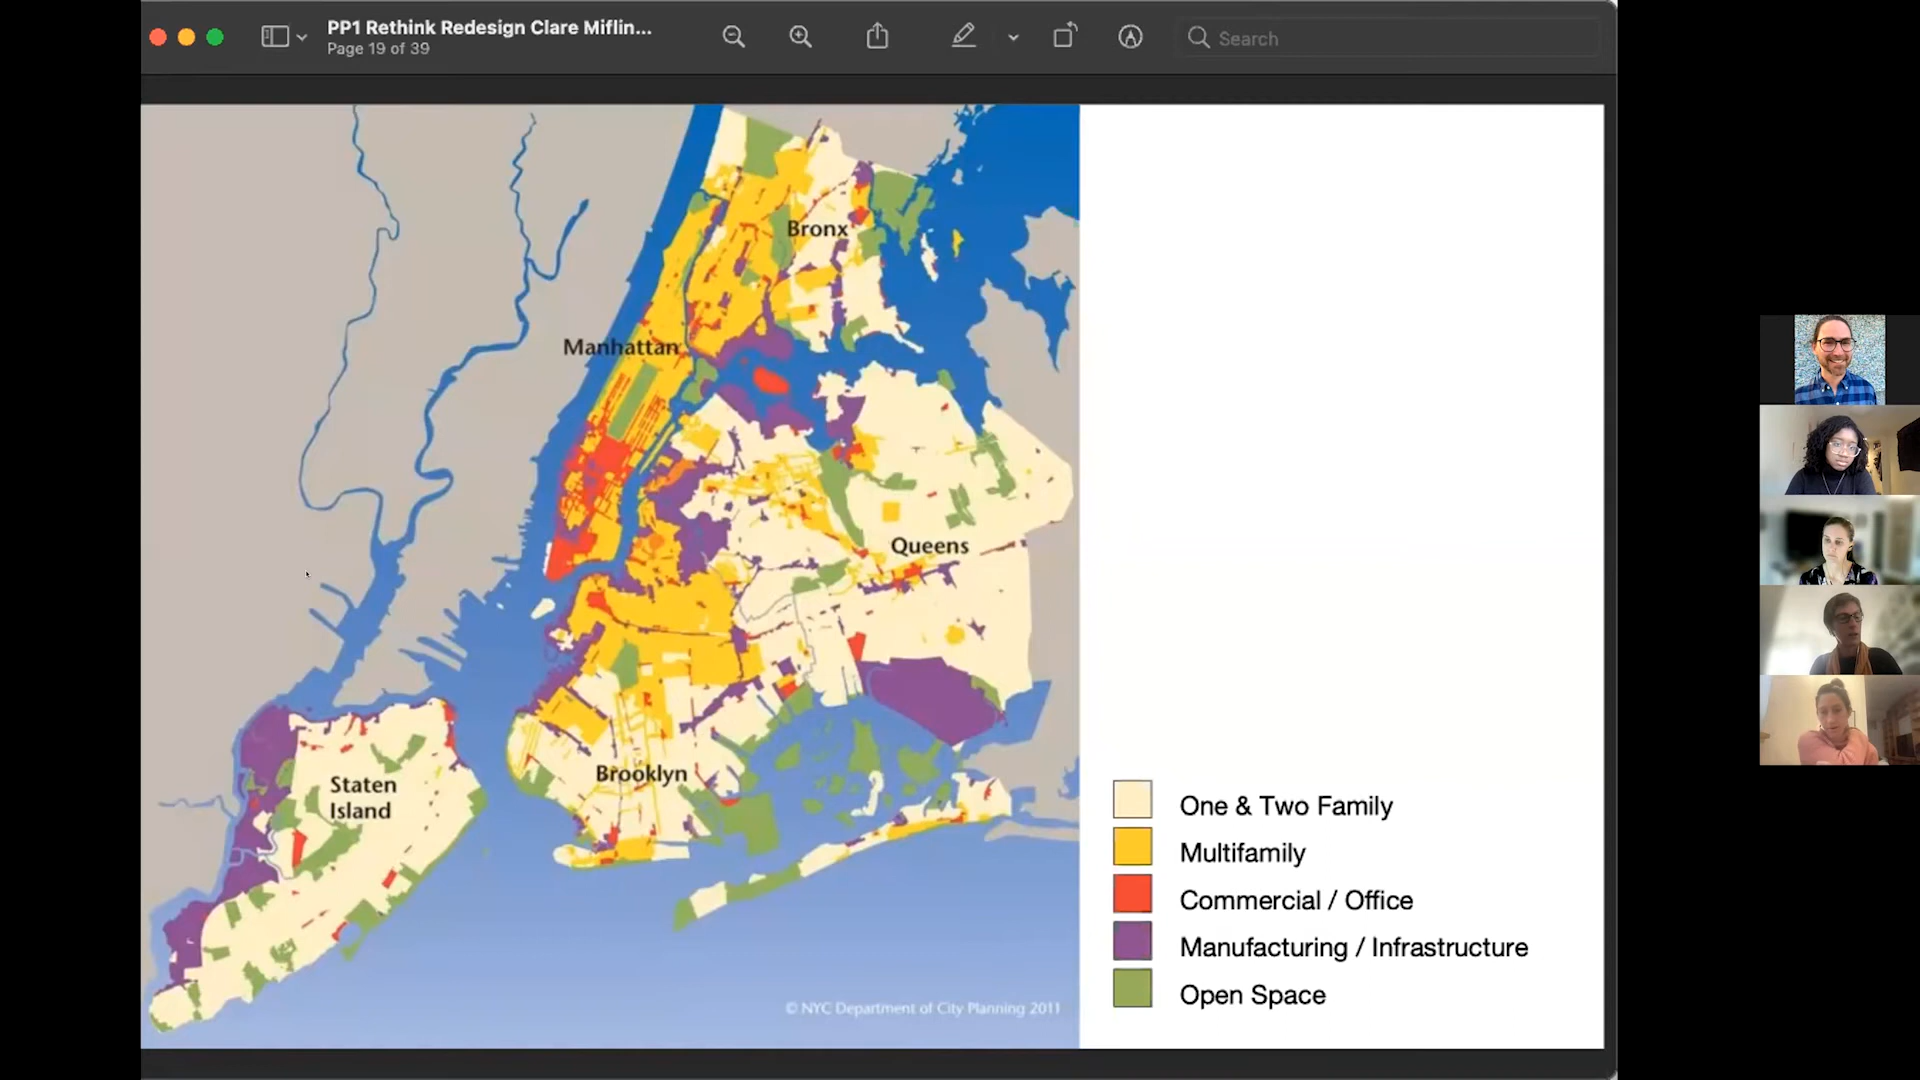 PP1 Rethink Redesign Clare Miflin...
Page 19 of 39
Search
Bronx
Manhattan
Queens
Brooklyn
Staten
Island
One & Two Family
Multifamily
Commercial / Office
Manufacturing / Infrastructure
Open Space
© NYC Department of City Planning 2011